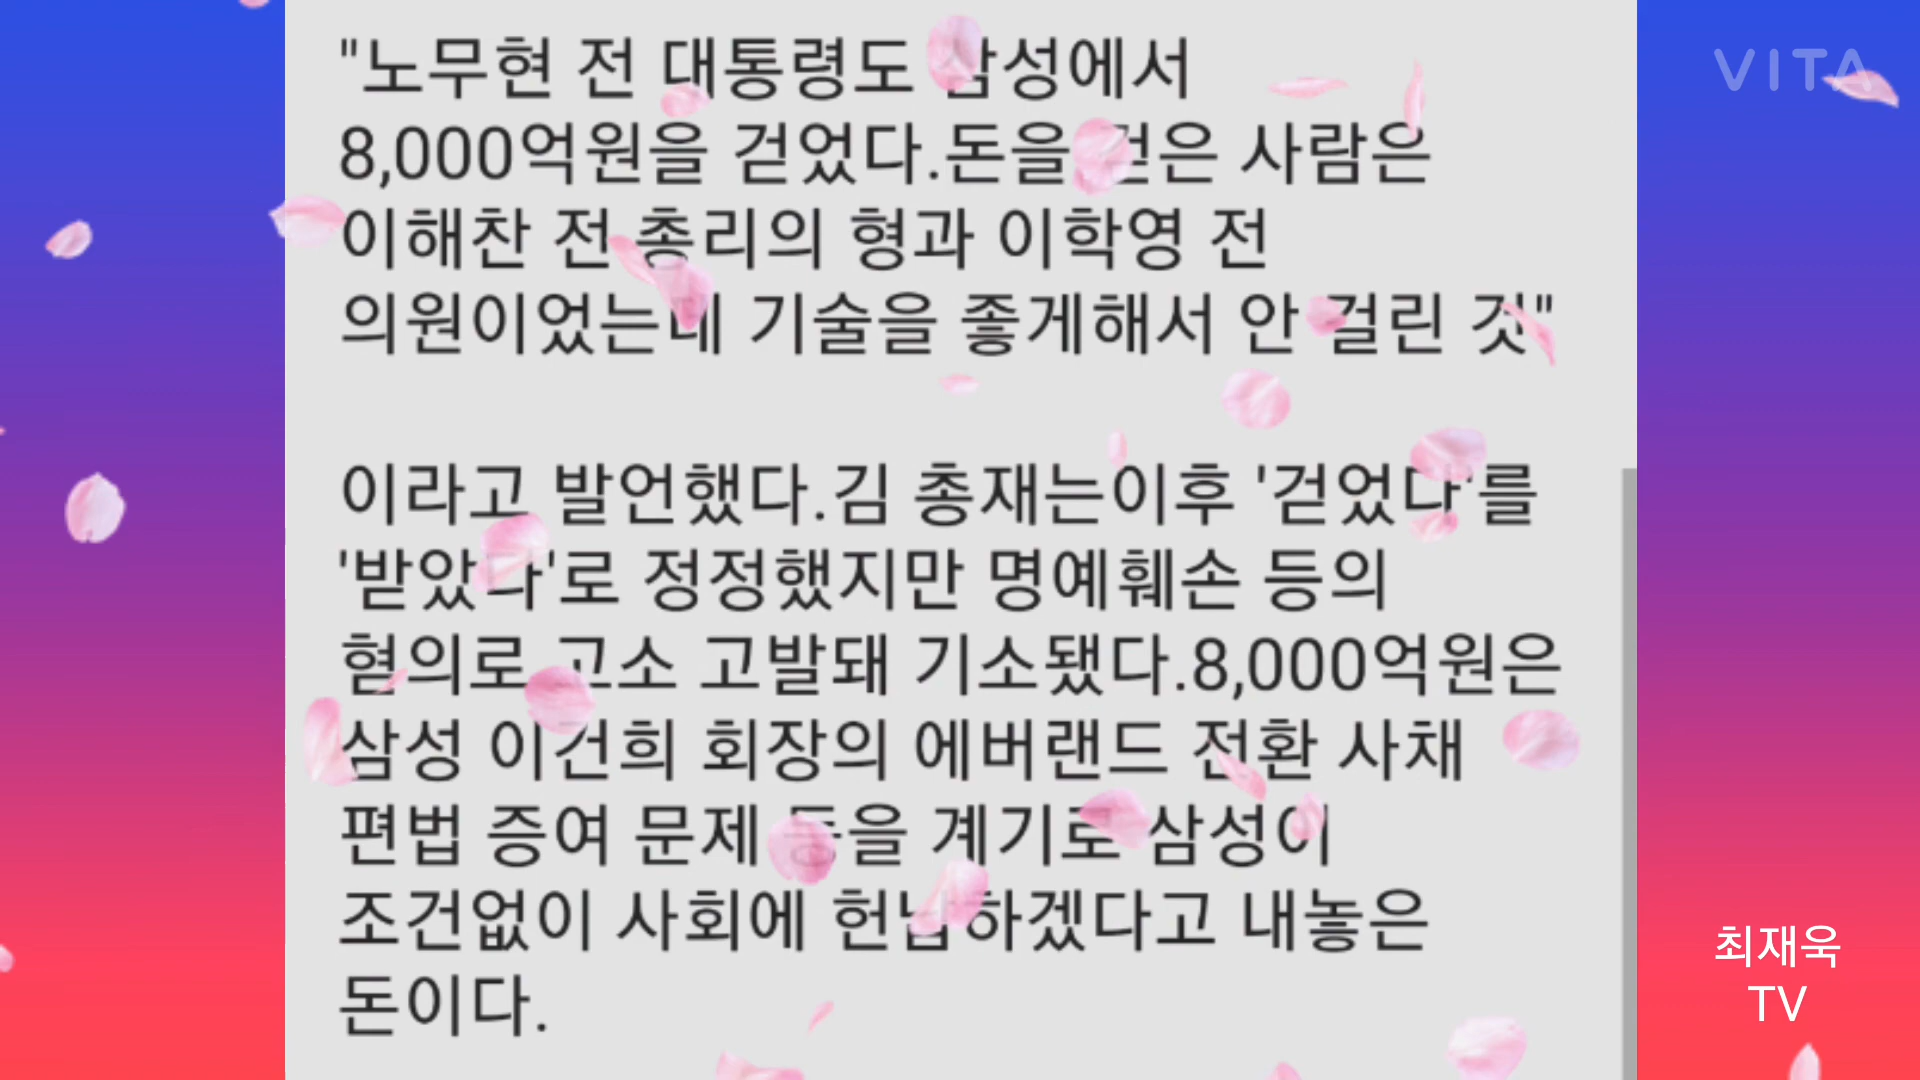 "노무현 전 대통령도 삼성에서
8,000억원을 걷었다.돈을 걷은 사람은
이해찬 전 총리의 형과 이학영 전
의원이었는데 기술을 좋게해서 안 걸린 것"
이라고 발언했다.김 총재는이후 '걷었다'를
'받았다'로 정정했지만 명예훼손 등의
혐의로 고소 고발돼 기소됐다.8,000억원은
삼성 이건희 회장의 에버랜드 전환 사채
편법 증여 문제 등을 계기로 삼성이
조건없이 사회에 헌납하겠다고 내놓은
돈이다.
VITA
최재욱
TV